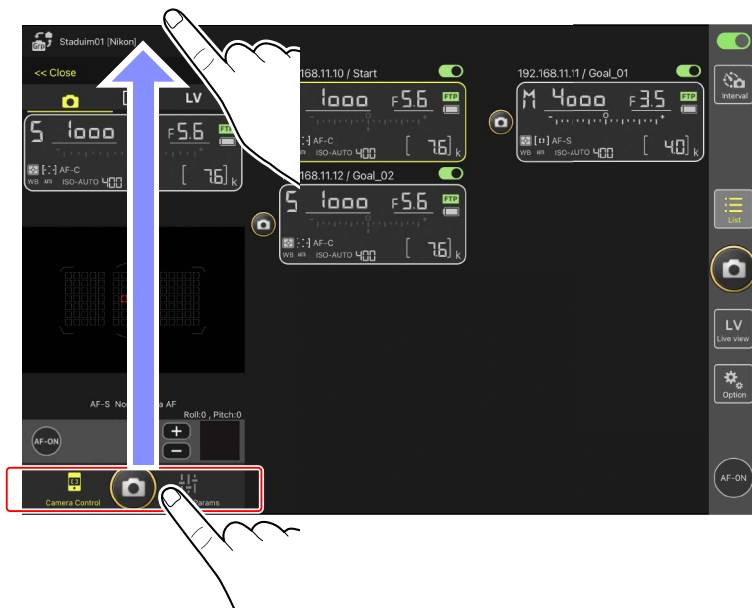 Staduim01 [Nikon]
<< Close
LV
S 1000 F5.6 FTP
AF-C
WB ISO-AUTO 400 [ 7.6] k
AF-S No a AF
Roll:0 , Pitch:0
AF-ON
+
−
Camera Control
Params
168.11.10 / Start
1000 F5.6 FTP
AF-C
ISO-AUTO 400 [ 7.6] k
192.168.11.11 / Goal_01
M 4000 F3.5 FTP
AF-S
WB ISO-AUTO 400 [ 4.0] k
168.11.12 / Goal_02
S 1000 F5.6 FTP
AF-C
WB ISO-AUTO 400 [ 7.6] k
Interval
List
LV
Live view
Option
AF-ON